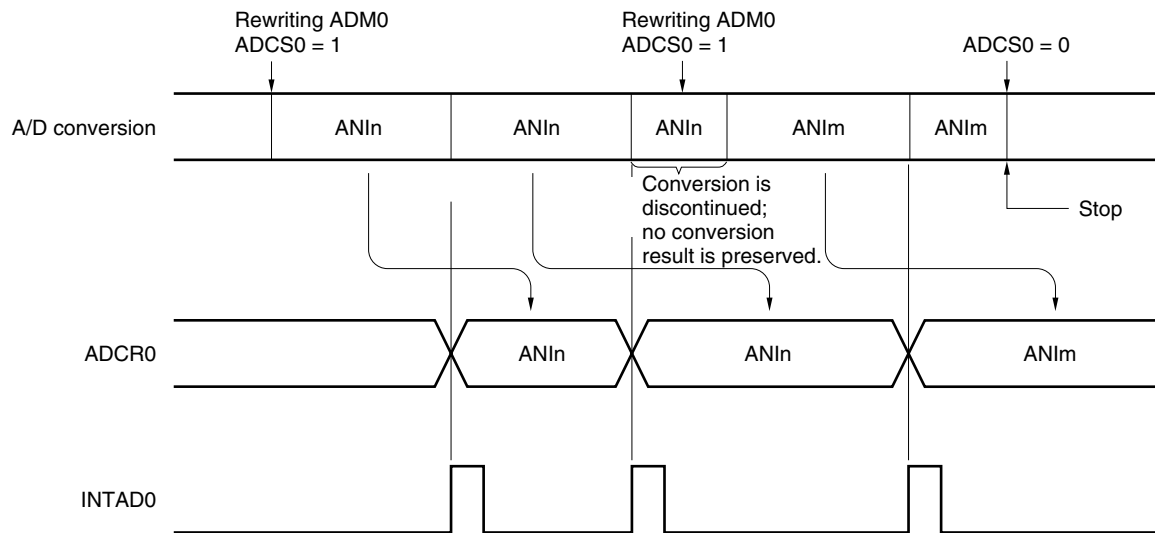 Rewriting ADM0
ADCS0 = 1
Rewriting ADM0
ADCS0 = 1
ADCS0 = 0
A/D conversion
ANIn
ANIn
ANIn
ANIm
ANIm
Conversion is
discontinued;
no conversion
result is preserved.
Stop
ADCR0
ANIn
ANIn
ANIm
INTAD0